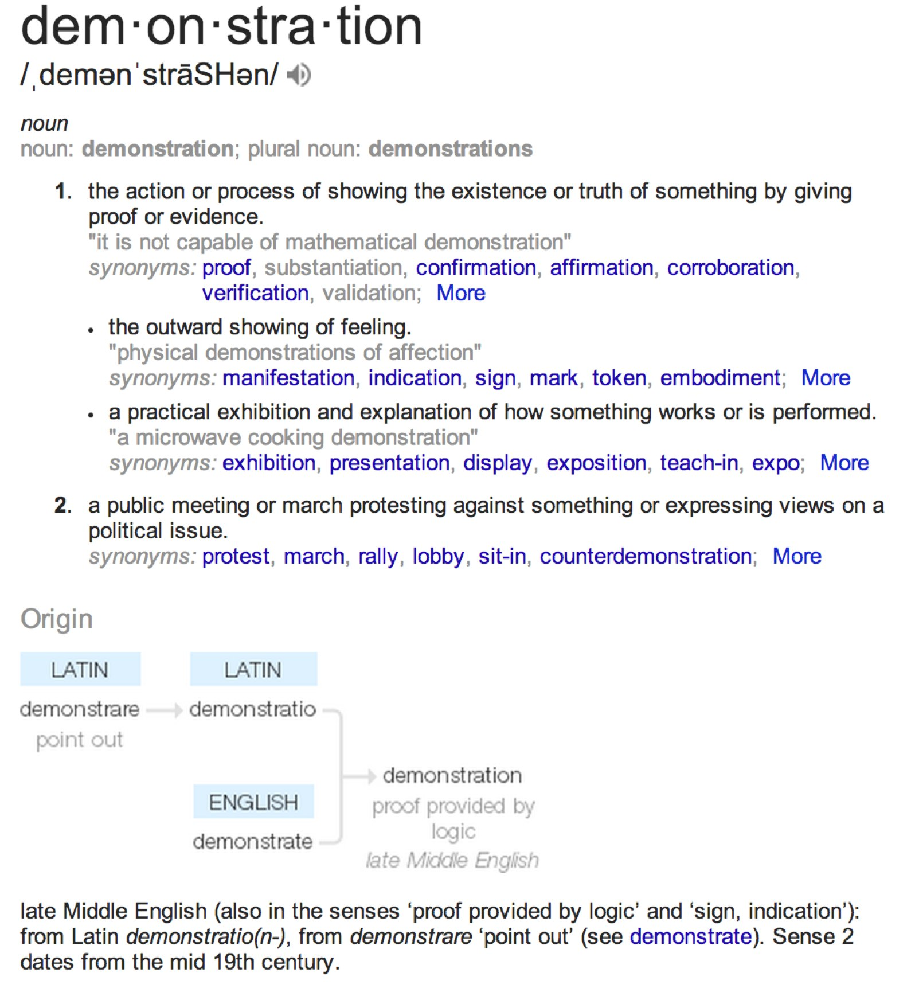 dem·on·stra·tion
/ˌdemənˈstrāSHən/
noun
noun: demonstration; plural noun: demonstrations
1. the action or process of showing the existence or truth of something by giving
proof or evidence.
"it is not capable of mathematical demonstration"
synonyms: proof, substantiation, confirmation, affirmation, corroboration,
verification, validation; More
• the outward showing of feeling.
"physical demonstrations of affection"
synonyms: manifestation, indication, sign, mark, token, embodiment; More
• a practical exhibition and explanation of how something works or is performed.
"a microwave cooking demonstration"
synonyms: exhibition, presentation, display, exposition, teach-in, expo; More
2. a public meeting or march protesting against something or expressing views on a
political issue.
synonyms: protest, march, rally, lobby, sit-in, counterdemonstration; More
Origin
LATIN LATIN
demonstrare demonstratio
point out
demonstration
ENGLISH
proof provided by
logic
demonstrate
late Middle English
late Middle English (also in the senses ‘proof provided by logic’ and ‘sign, indication’):
from Latin demonstratio(n-), from demonstrare ‘point out’ (see demonstrate). Sense 2
dates from the mid 19th century.